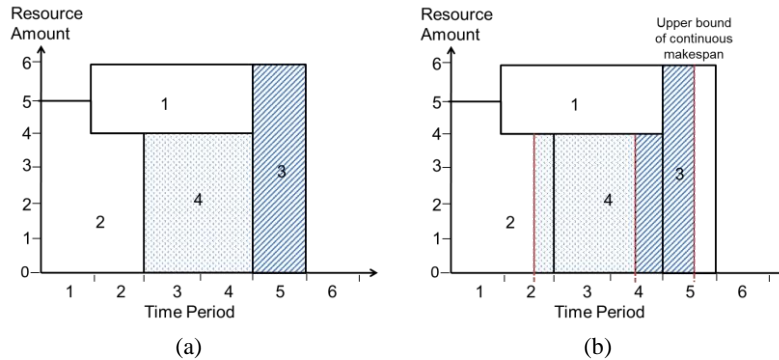 Resource
Amount
6
5
4
3
2
1
0
1
2
3
4
1 2 3 4 5 6
Time Period
(a)
Resource
Amount
Upper bound
of continuous
makespan
6
5
4
3
2
1
0
1
2
3
4
1 2 3 4 5 6
Time Period
(b)